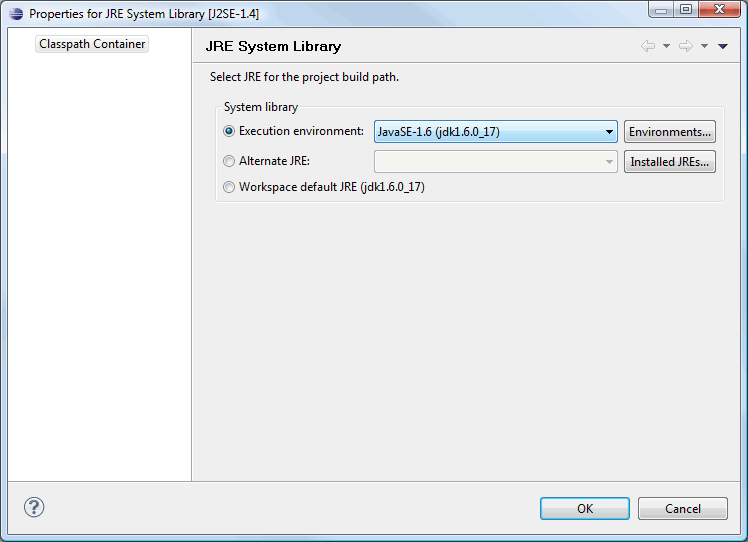 Properties for JRE System Library [J2SE-1.4]
Classpath Container
JRE System Library
Select JRE for the project build path.
System library
Execution environment: JavaSE-1.6 (jdk1.6.0_17) Environments...
Alternate JRE: Installed JREs...
Workspace default JRE (jdk1.6.0_17)
? OK Cancel